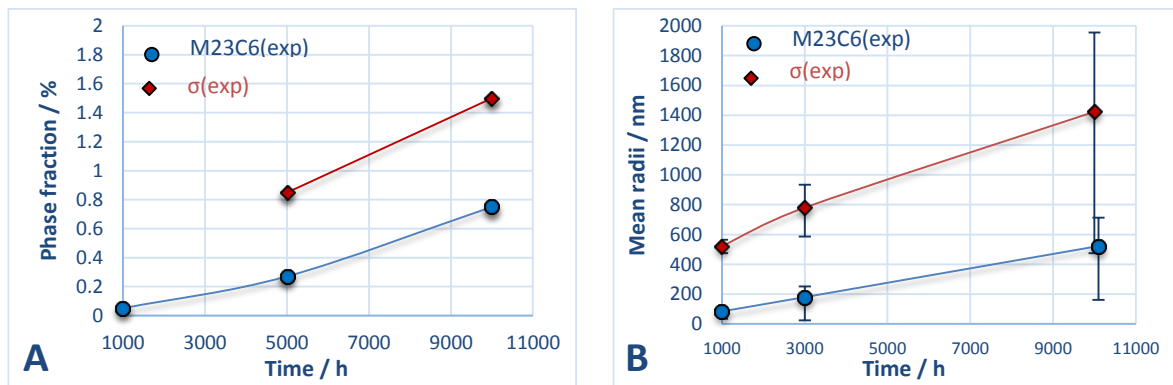 2
1.8
1.6
1.4
1.2
1
0.8
0.6
0.4
0.2
0
Phase fraction / %
M23C6(exp)
σ(exp)
1000 3000 5000 7000 9000 11000
A
Time / h
2000
1800
1600
1400
1200
1000
800
600
400
200
0
Mean radii / nm
M23C6(exp)
σ(exp)
1000 3000 5000 7000 9000 11000
B
Time / h